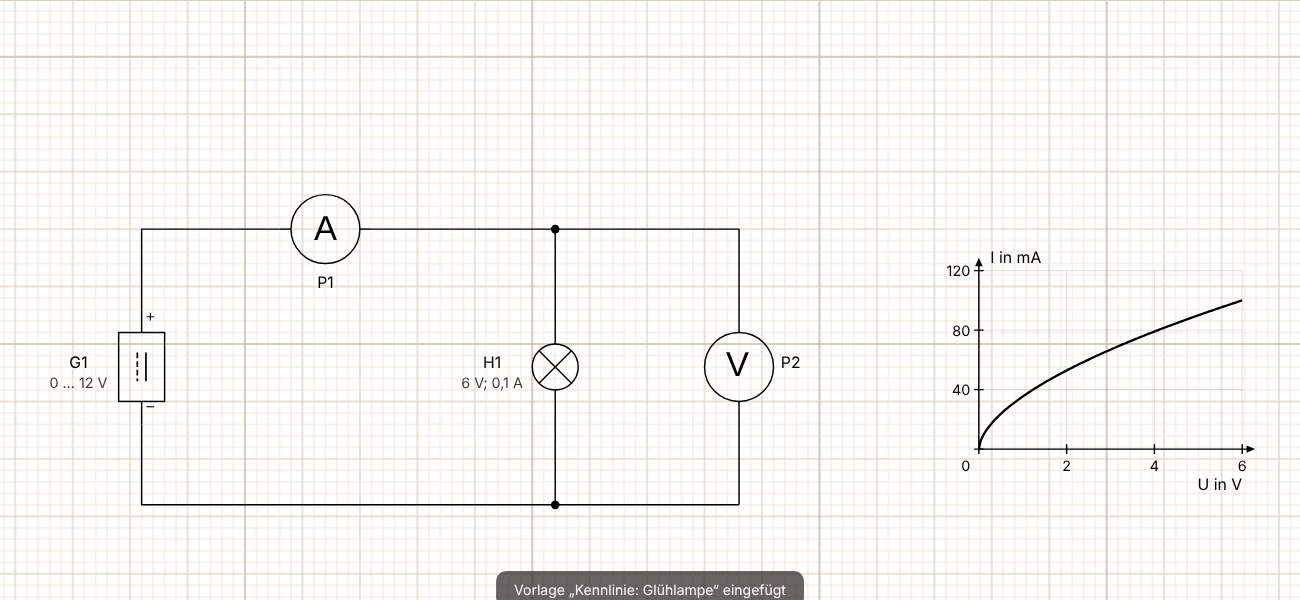 A
P1
+
G1
0 ... 12 V
−
H1
6 V; 0,1 A
V
P2
I in mA
120
80
40
0
2
4
6
U in V
Vorlage „Kennlinie: Glühlampe“ eingefügt